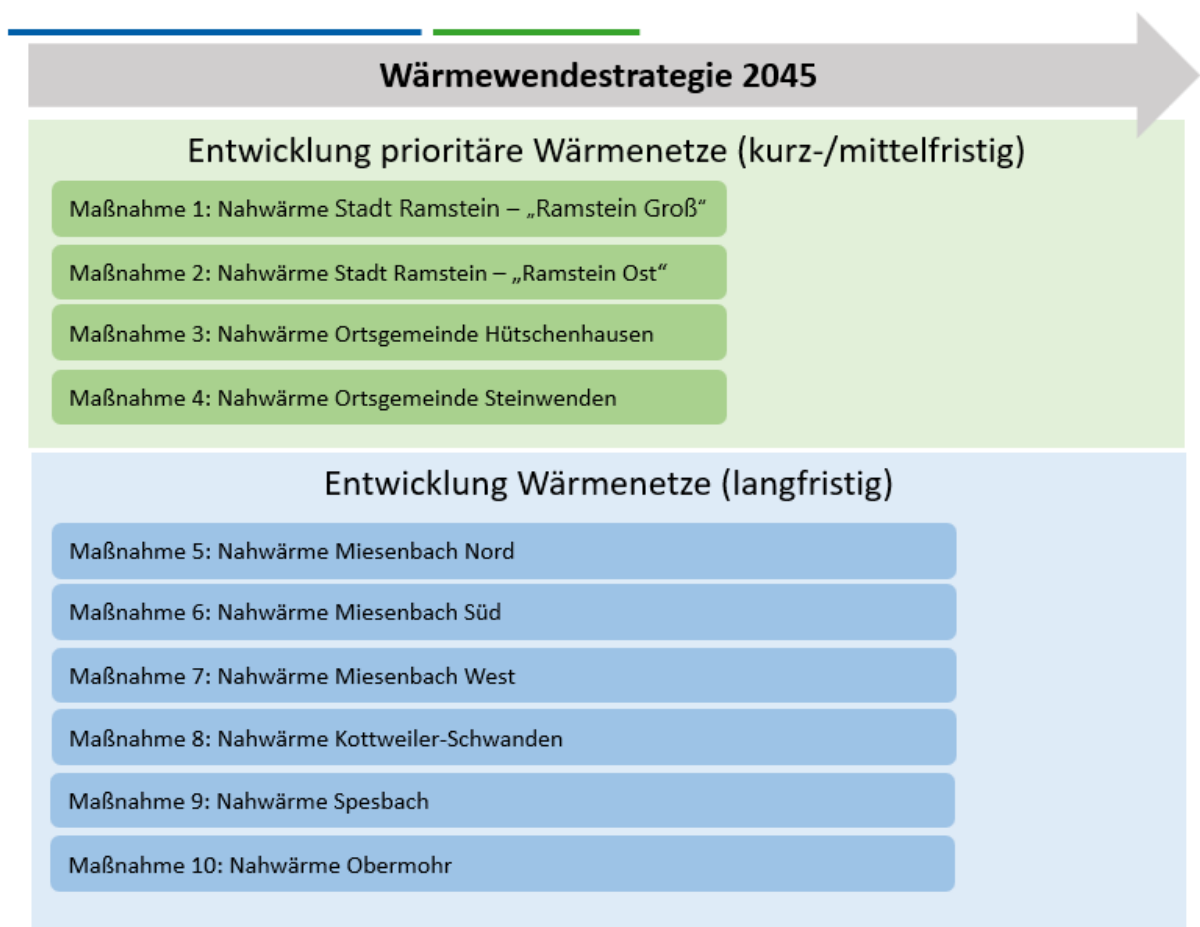 Wärmewendestrategie 2045
Entwicklung prioritäre Wärmenetze (kurz-/mittelfristig)
Maßnahme 1: Nahwärme Stadt Ramstein – „Ramstein Groß“
Maßnahme 2: Nahwärme Stadt Ramstein – „Ramstein Ost“
Maßnahme 3: Nahwärme Ortsgemeinde Hütschenhausen
Maßnahme 4: Nahwärme Ortsgemeinde Steinwenden
Entwicklung Wärmenetze (langfristig)
Maßnahme 5: Nahwärme Miesenbach Nord
Maßnahme 6: Nahwärme Miesenbach Süd
Maßnahme 7: Nahwärme Miesenbach West
Maßnahme 8: Nahwärme Kottweiler-Schwanden
Maßnahme 9: Nahwärme Spesbach
Maßnahme 10: Nahwärme Obermohr